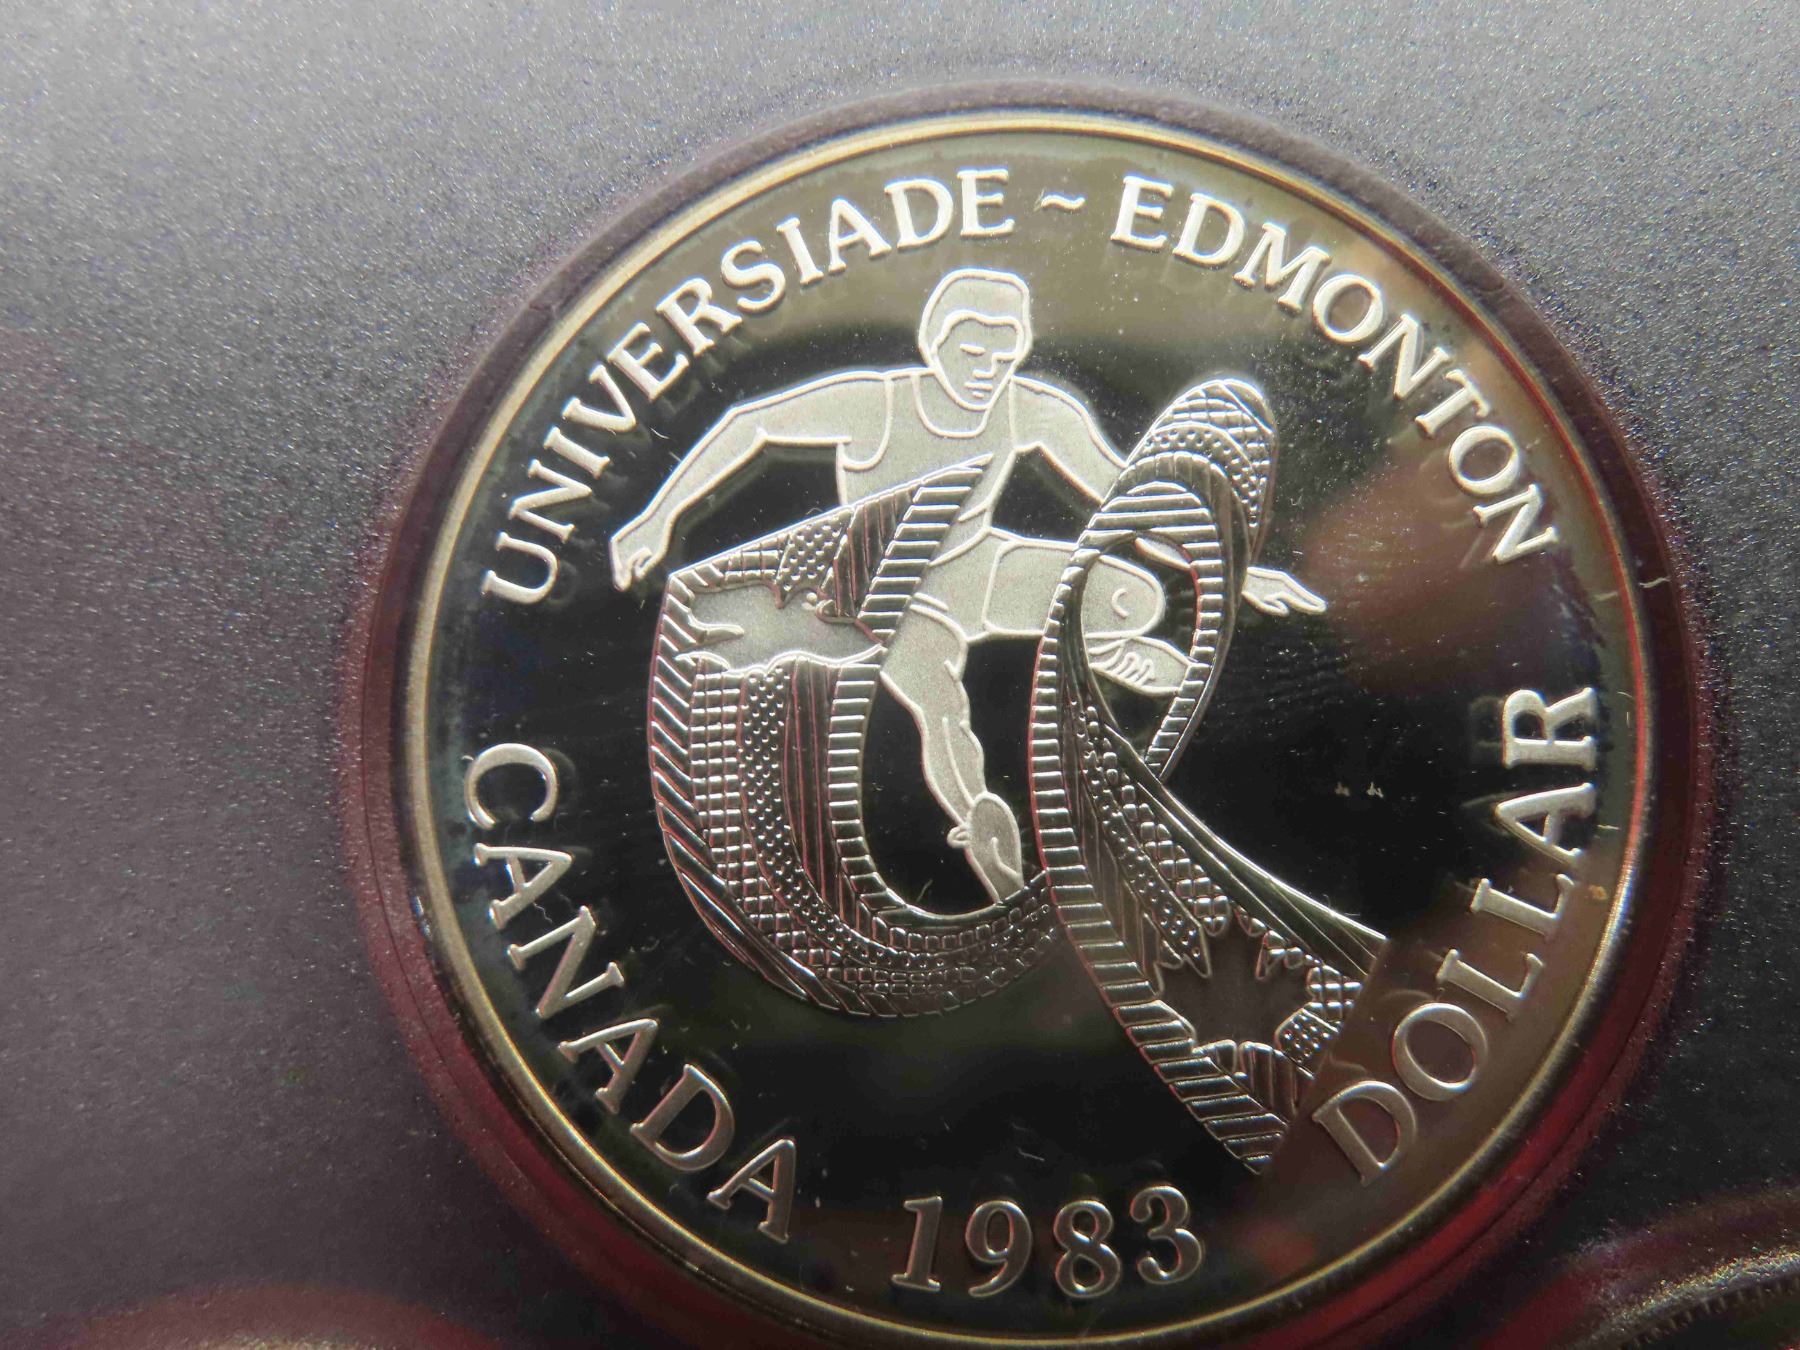 UNIVERSIADE ~ EDMONTON
CANADA 1983 DOLLAR